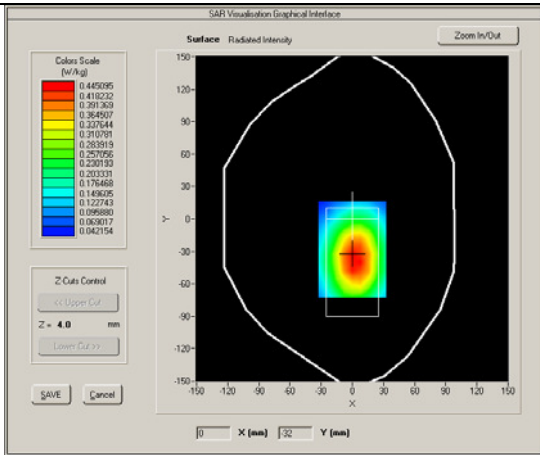 SAR Visualisation Graphical Interface
Surface Radiated Intensity
Zoom In/Out
Colors Scale
(W/kg)
0.445095
0.418232
0.391369
0.364507
0.337644
0.310781
0.283919
0.257056
0.230193
0.203331
0.176468
0.149605
0.122743
0.095880
0.069017
0.042154
150
120
90
60
30
0
-30
-60
-90
-120
-150
Y
-150 -120 -90 -60 -30 0 30 60 90 120 150
X
Z Cuts Control
<< Upper Cut
Z = 4.0 mm
Lower Cut >>
SAVE Cancel
0 X (mm) -32 Y (mm)